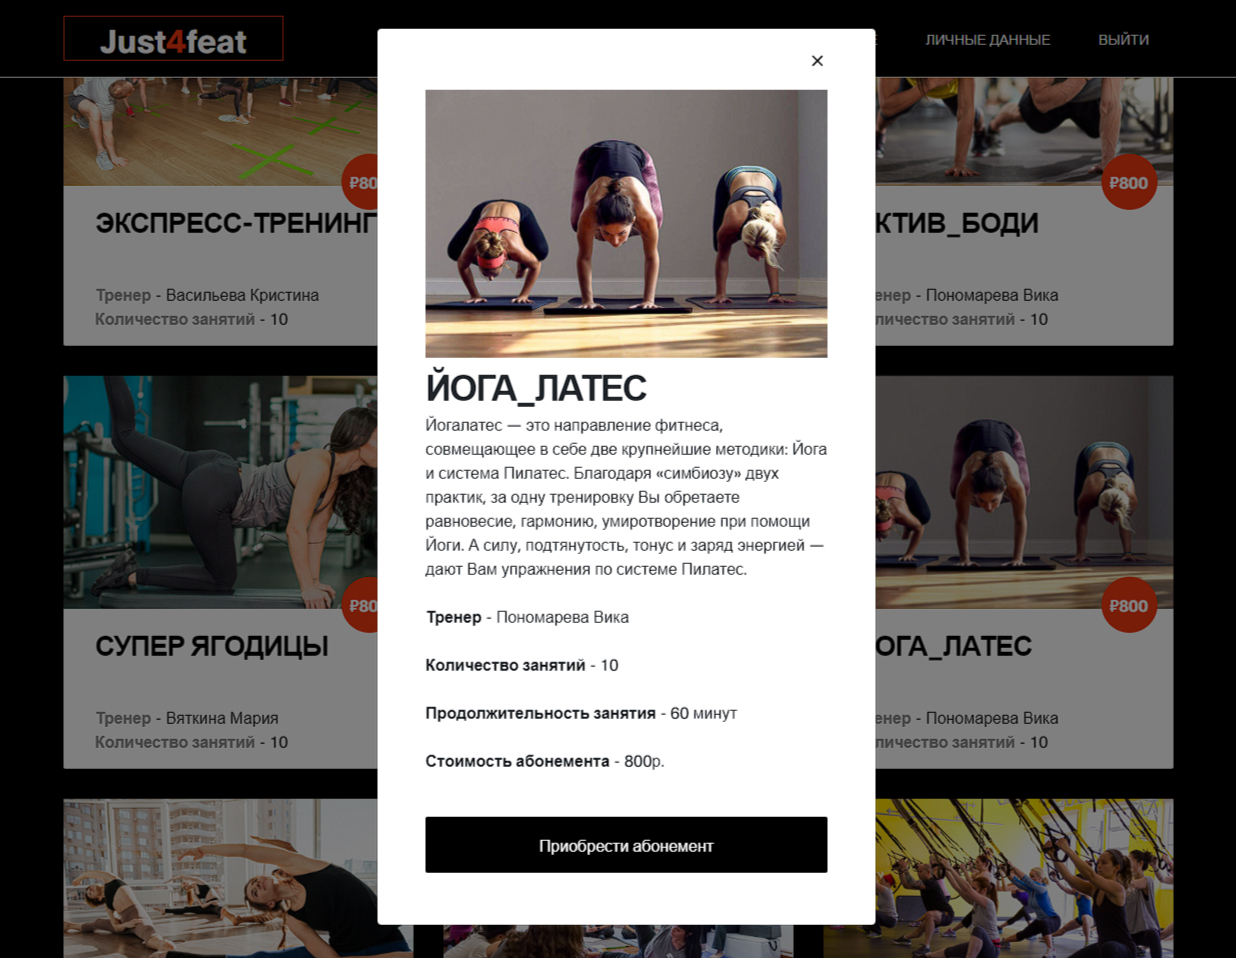 Just4feat
ЛИЧНЫЕ ДАННЫЕ
ВЫЙТИ
₽80
ЭКСПРЕСС-ТРЕНИНГ
Тренер - Васильева Кристина
Количество занятий - 10
₽800
КТИВ_БОДИ
енер - Пономарева Вика
личество занятий - 10
₽80
СУПЕР ЯГОДИЦЫ
Тренер - Вяткина Мария
Количество занятий - 10
×
ЙОГА_ЛАТЕС
Йогалатес — это направление фитнеса,
совмещающее в себе две крупнейшие методики: Йога
и система Пилатес. Благодаря «симбиозу» двух
практик, за одну тренировку Вы обретаете
равновесие, гармонию, умиротворение при помощи
Йоги. А силу, подтянутость, тонус и заряд энергией —
дают Вам упражнения по системе Пилатес.
Тренер - Пономарева Вика
Количество занятий - 10
Продолжительность занятия - 60 минут
Стоимость абонемента - 800р.
Приобрести абонемент
₽800
ОГА_ЛАТЕС
енер - Пономарева Вика
личество занятий - 10